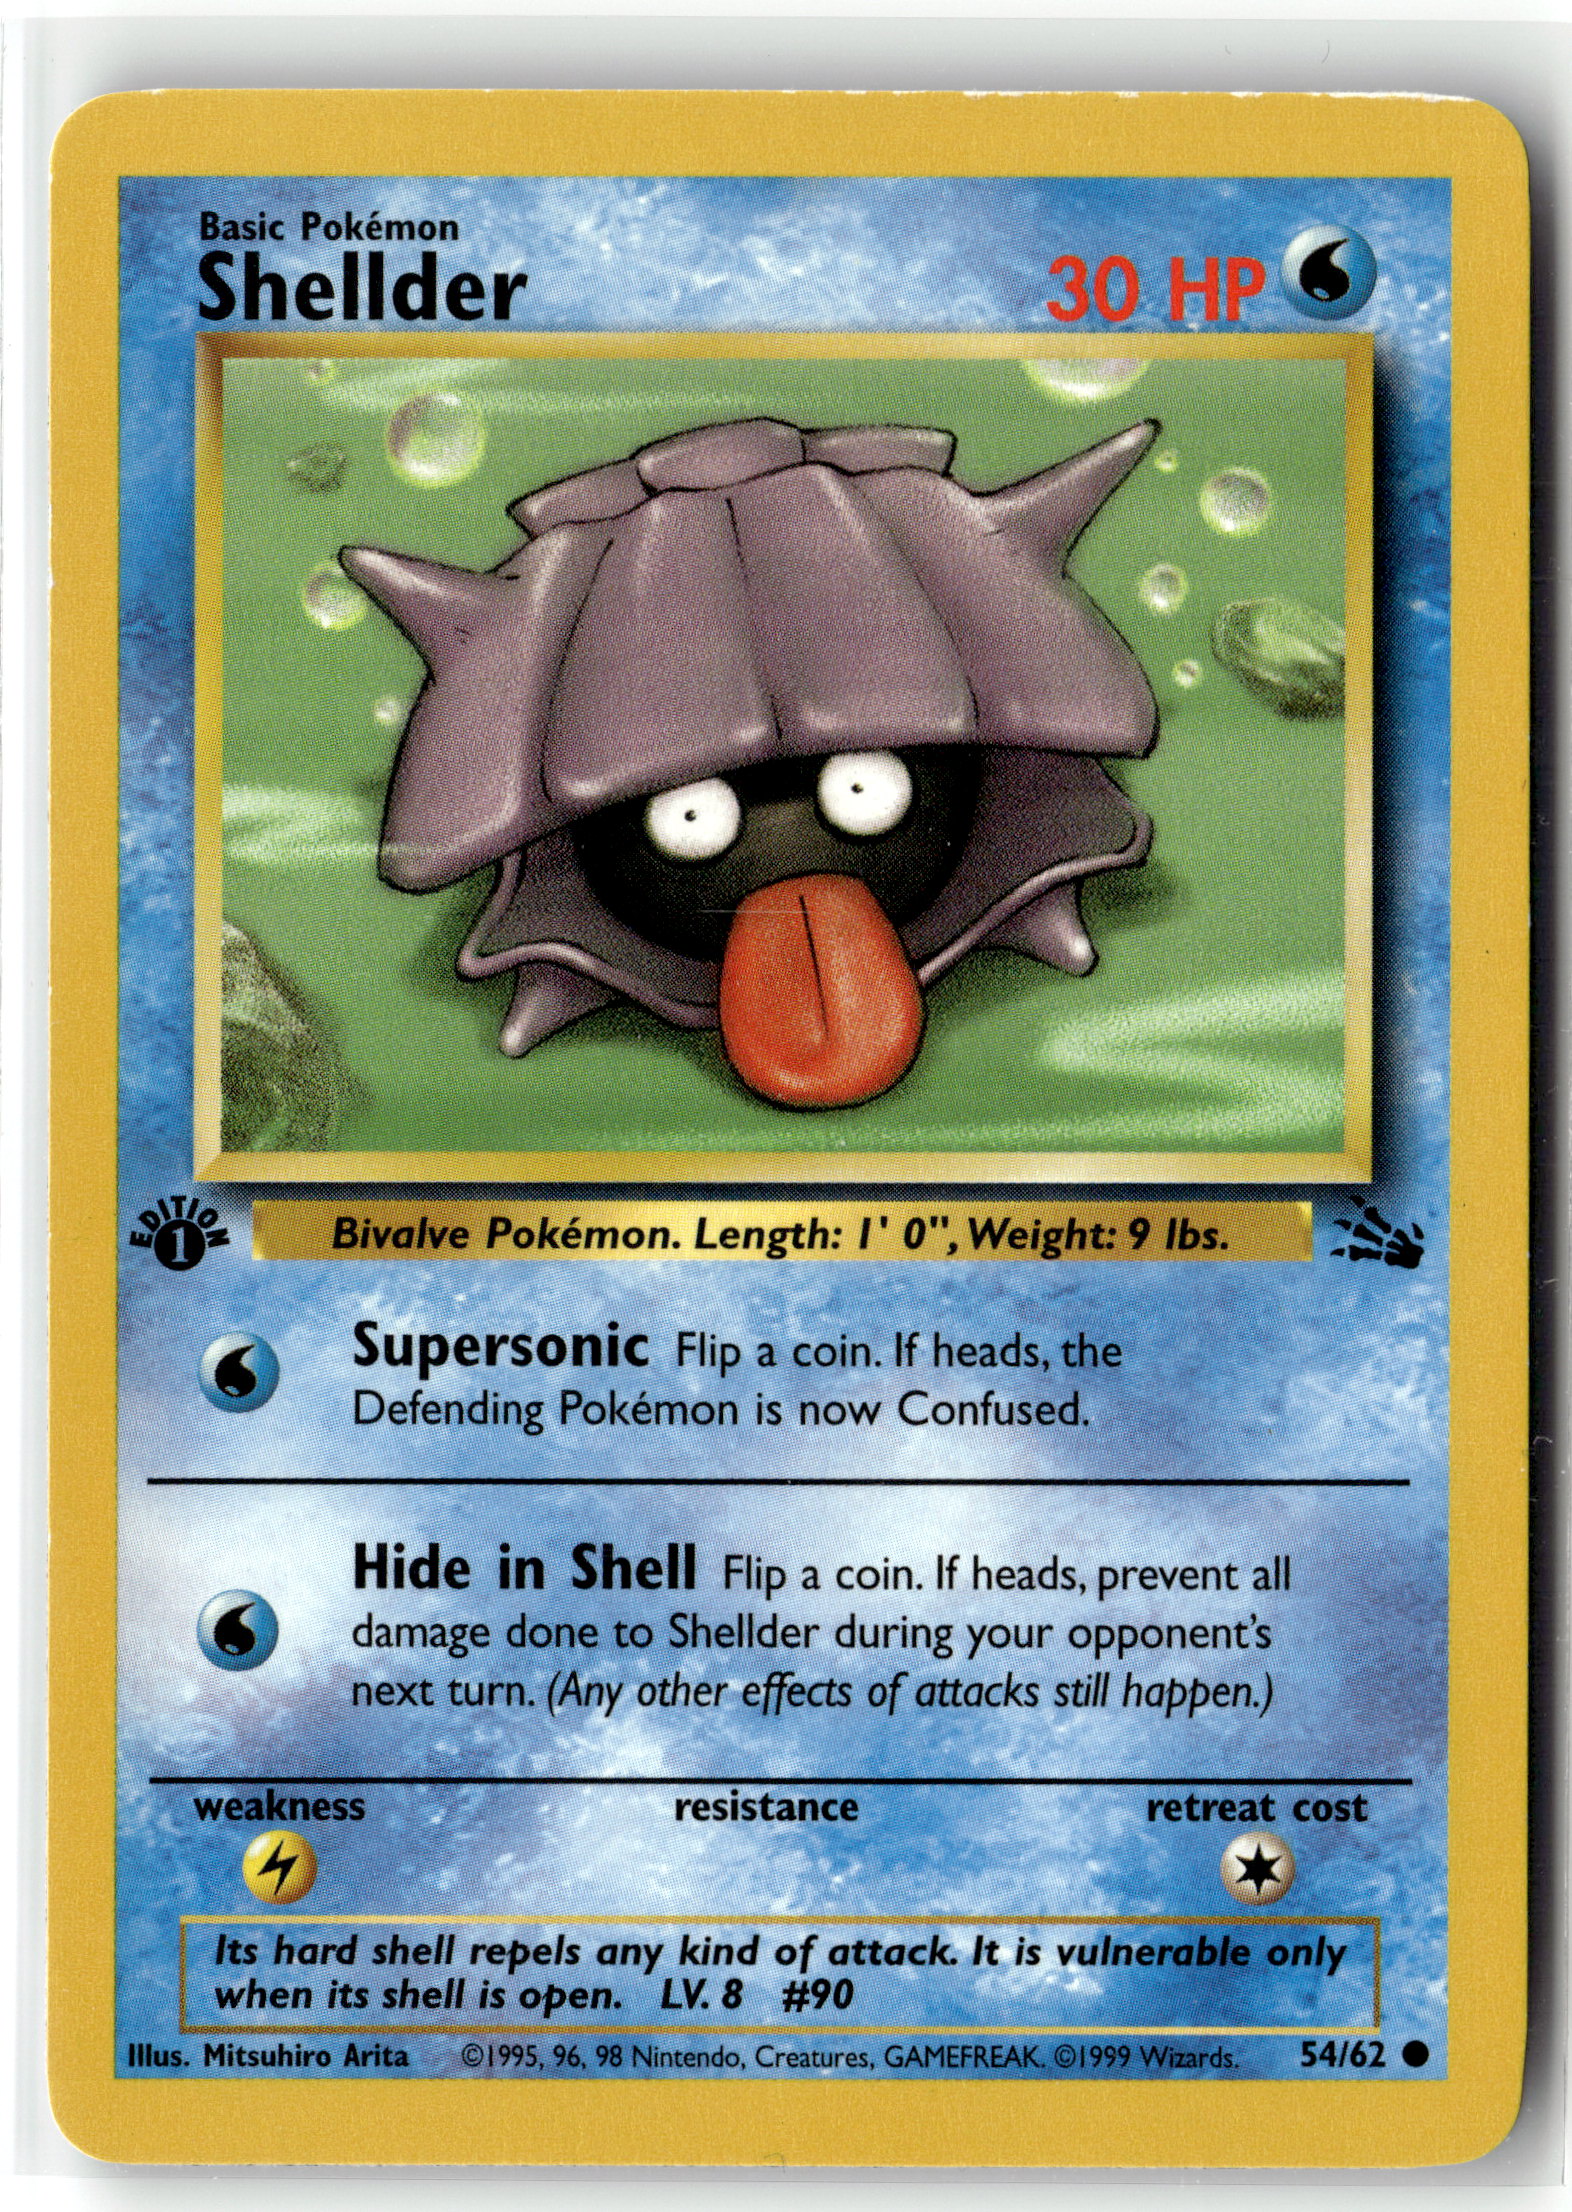 Basic Pokémon
Shellder
30 HP
EDITION
1
Bivalve Pokémon. Length: 1' 0", Weight: 9 lbs.
Supersonic Flip a coin. If heads, the
Defending Pokémon is now Confused.
Hide in Shell Flip a coin. If heads, prevent all
damage done to Shellder during your opponent's
next turn. (Any other effects of attacks still happen.)
weakness resistance retreat cost
Its hard shell repels any kind of attack. It is vulnerable only
when its shell is open. LV. 8 #90
Illus. Mitsuhiro Arita ©1995, 96, 98 Nintendo, Creatures, GAMEFREAK. ©1999 Wizards. 54/62